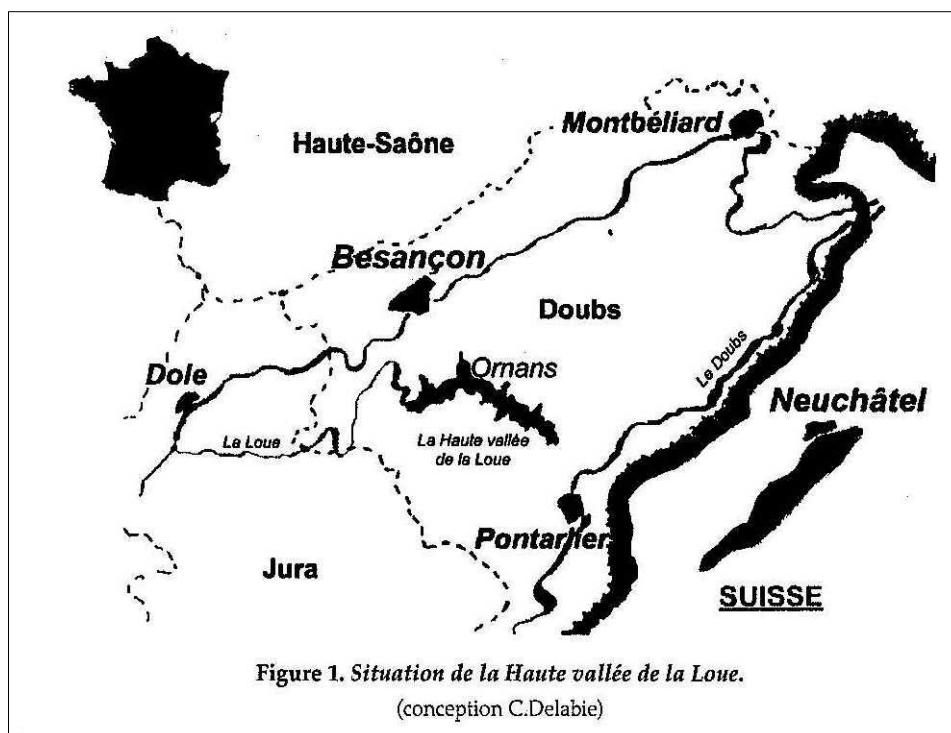 Montbéliard
Haute-Saône
Besançon
Doubs
Dole
Ornans
Le Doubs
Neuchâtel
La Loue
La Haute vallée
de la Loue
Pontarlier
Jura
SUISSE
Figure 1. Situation de la Haute vallée de la Loue.
(conception C.Delabie)